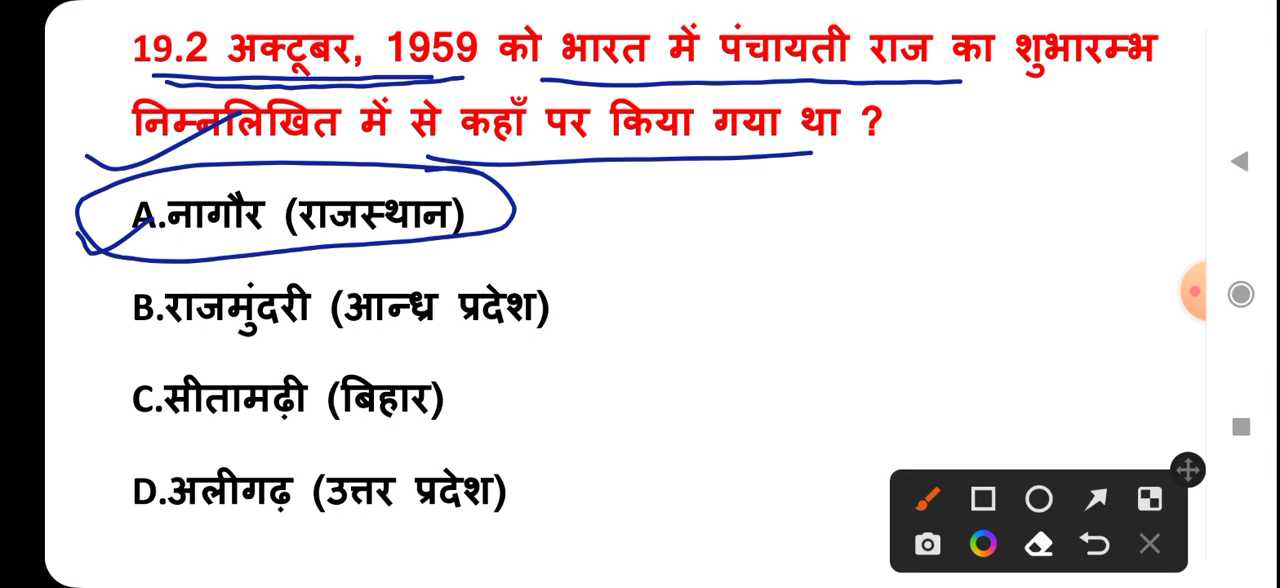 19.2 अक्टूबर, 1959 को भारत में पंचायती राज का शुभारम्भ
निम्नलिखित में से कहाँ पर किया गया था ?
A.नागौर (राजस्थान)
B.राजमुंदरी (आन्ध्र प्रदेश)
C.सीतामढ़ी (बिहार)
D.अलीगढ़ (उत्तर प्रदेश)